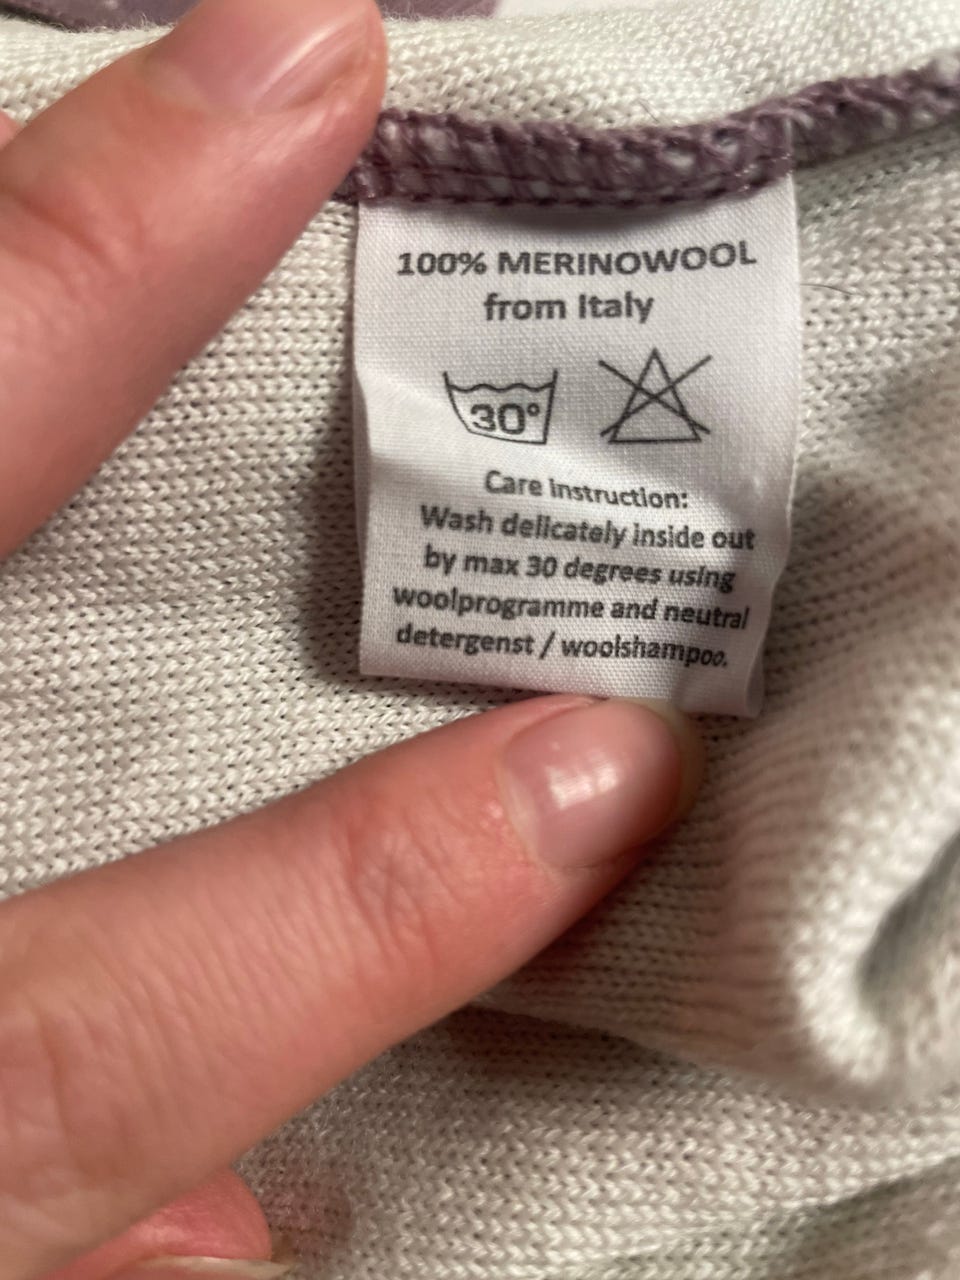 100% MERINOWOOL
from Italy
30°
Care instruction:
Wash delicately inside out
by max 30 degrees using
woolprogramme and neutral
detergenst / woolshampoo.